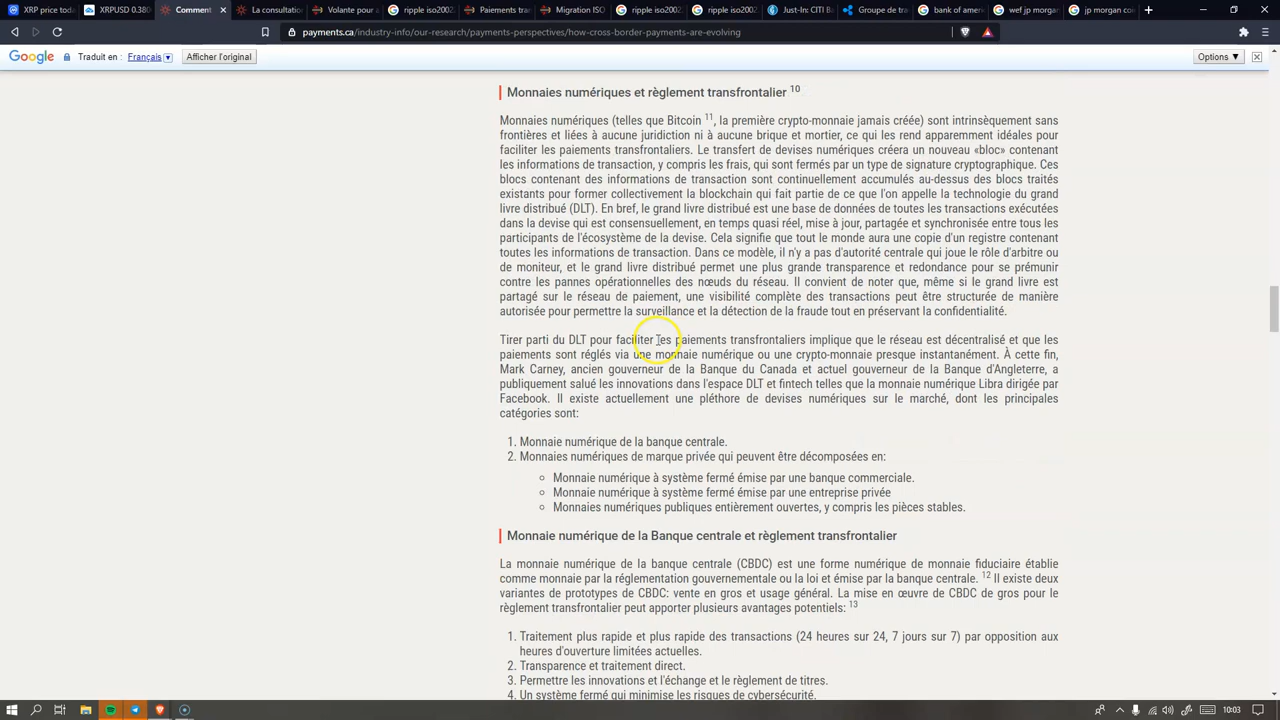 XRP price toda
XRPUSD 0.380
Comment
La consultation
Volante pour a
ripple iso2002
Paiements tran
Migration ISO
ripple iso2002
ripple iso2002
Just-In: CITI Ba
Groupe de tra
bank of americ
wef jp morgan
jp morgan co
payments.ca/industry-info/our-research/payments-perspectives/how-cross-border-payments-are-evolving
Google Traduit en : Français Afficher l'original Options ▼
Monnaies numériques et règlement transfrontalier 10
Monnaies numériques (telles que Bitcoin 11, la première crypto-monnaie jamais créée) sont intrinsèquement sans
frontières et liées à aucune juridiction ni à aucune brique et mortier, ce qui les rend apparemment idéales pour
faciliter les paiements transfrontaliers. Le transfert de devises numériques créera un nouveau «bloc» contenant
les informations de transaction, y compris les frais, qui sont fermés par un type de signature cryptographique. Ces
blocs contenant des informations de transaction sont continuellement accumulés au-dessus des blocs traités
existants pour former collectivement la blockchain qui fait partie de ce que l'on appelle la technologie du grand
livre distribué (DLT). En bref, le grand livre distribué est une base de données de toutes les transactions exécutées
dans la devise qui est consensuellement, en temps quasi réel, mise à jour, partagée et synchronisée entre tous les
participants de l'écosystème de la devise. Cela signifie que tout le monde aura une copie d'un registre contenant
toutes les informations de transaction. Dans ce modèle, il n'y a pas d'autorité centrale qui joue le rôle d'arbitre ou
de moniteur, et le grand livre distribué permet une plus grande transparence et redondance pour se prémunir
contre les pannes opérationnelles des nœuds du réseau. Il convient de noter que, même si le grand livre est
partagé sur le réseau de paiement, une visibilité complète des transactions peut être structurée de manière
autorisée pour permettre la surveillance et la détection de la fraude tout en préservant la confidentialité.
Tirer parti du DLT pour faciliter les paiements transfrontaliers implique que le réseau est décentralisé et que les
paiements sont réglés via une monnaie numérique ou une crypto-monnaie presque instantanément. À cette fin,
Mark Carney, ancien gouverneur de la Banque du Canada et actuel gouverneur de la Banque d'Angleterre, a
publiquement salué les innovations dans l'espace DLT et fintech telles que la monnaie numérique Libra dirigée par
Facebook. Il existe actuellement une pléthore de devises numériques sur le marché, dont les principales
catégories sont:
1. Monnaie numérique de la banque centrale.
2. Monnaies numériques de marque privée qui peuvent être décomposées en:
Monnaie numérique à système fermé émise par une banque commerciale.
Monnaie numérique à système fermé émise par une entreprise privée
Monnaies numériques publiques entièrement ouvertes, y compris les pièces stables.
Monnaie numérique de la Banque centrale et règlement transfrontalier
La monnaie numérique de la banque centrale (CBDC) est une forme numérique de monnaie fiduciaire établie
comme monnaie par la réglementation gouvernementale ou la loi et émise par la banque centrale. 12 Il existe deux
variantes de prototypes de CBDC: vente en gros et usage général. La mise en œuvre de CBDC de gros pour le
règlement transfrontalier peut apporter plusieurs avantages potentiels: 13
1. Traitement plus rapide et plus rapide des transactions (24 heures sur 24, 7 jours sur 7) par opposition aux
heures d'ouverture limitées actuelles.
2. Transparence et traitement direct.
3. Permettre les innovations et l'échange et le règlement de titres.
4. Un système fermé qui minimise les risques de cybersécurité.
10:03